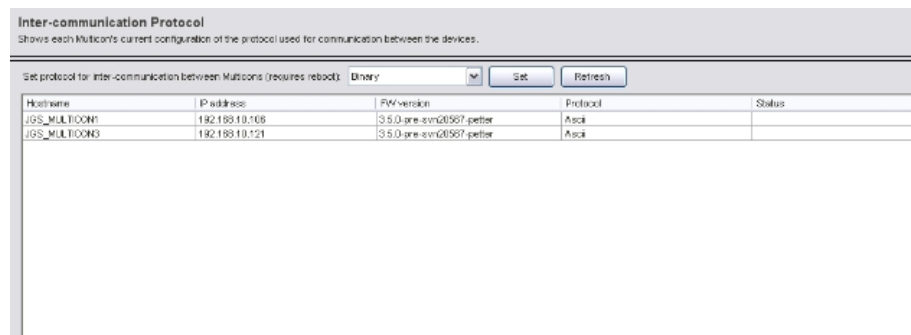 Inter-communication Protocol
Shows each Multicon's current configuration of the protocol used for communication between the devices.
Set protocol for inter-communication between Multicons (requires reboot): Binary Set Refresh
Hostname IP address FW version Protocol Status
JGS_MULTICON1 192.168.10.106 3.5.0-pre-svn20587-petter Ascii
JGS_MULTICON3 192.168.10.121 3.5.0-pre-svn20587-petter Ascii